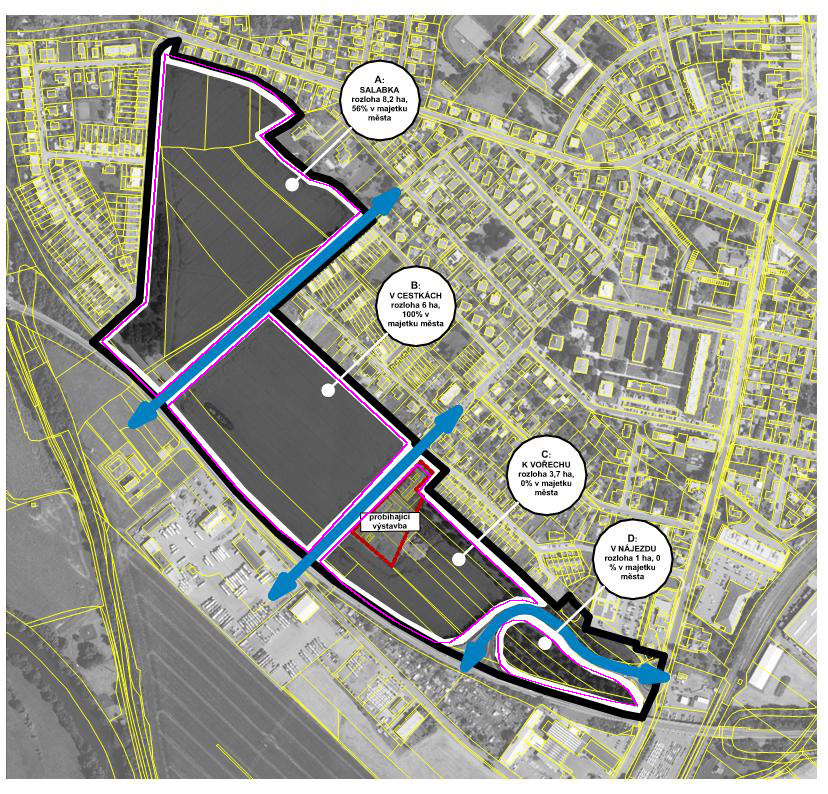 A:
SALABKA
rozloha 8,2 ha,
56% v majetku
města
B:
V CESTKÁCH
rozloha 6 ha,
100% v
majetku města
C:
K VOŘECHU
rozloha 3,7 ha,
0% v majetku
města
probíhající
výstavba
D:
V NÁJEZDU
rozloha 1 ha, 0
% v majetku
města